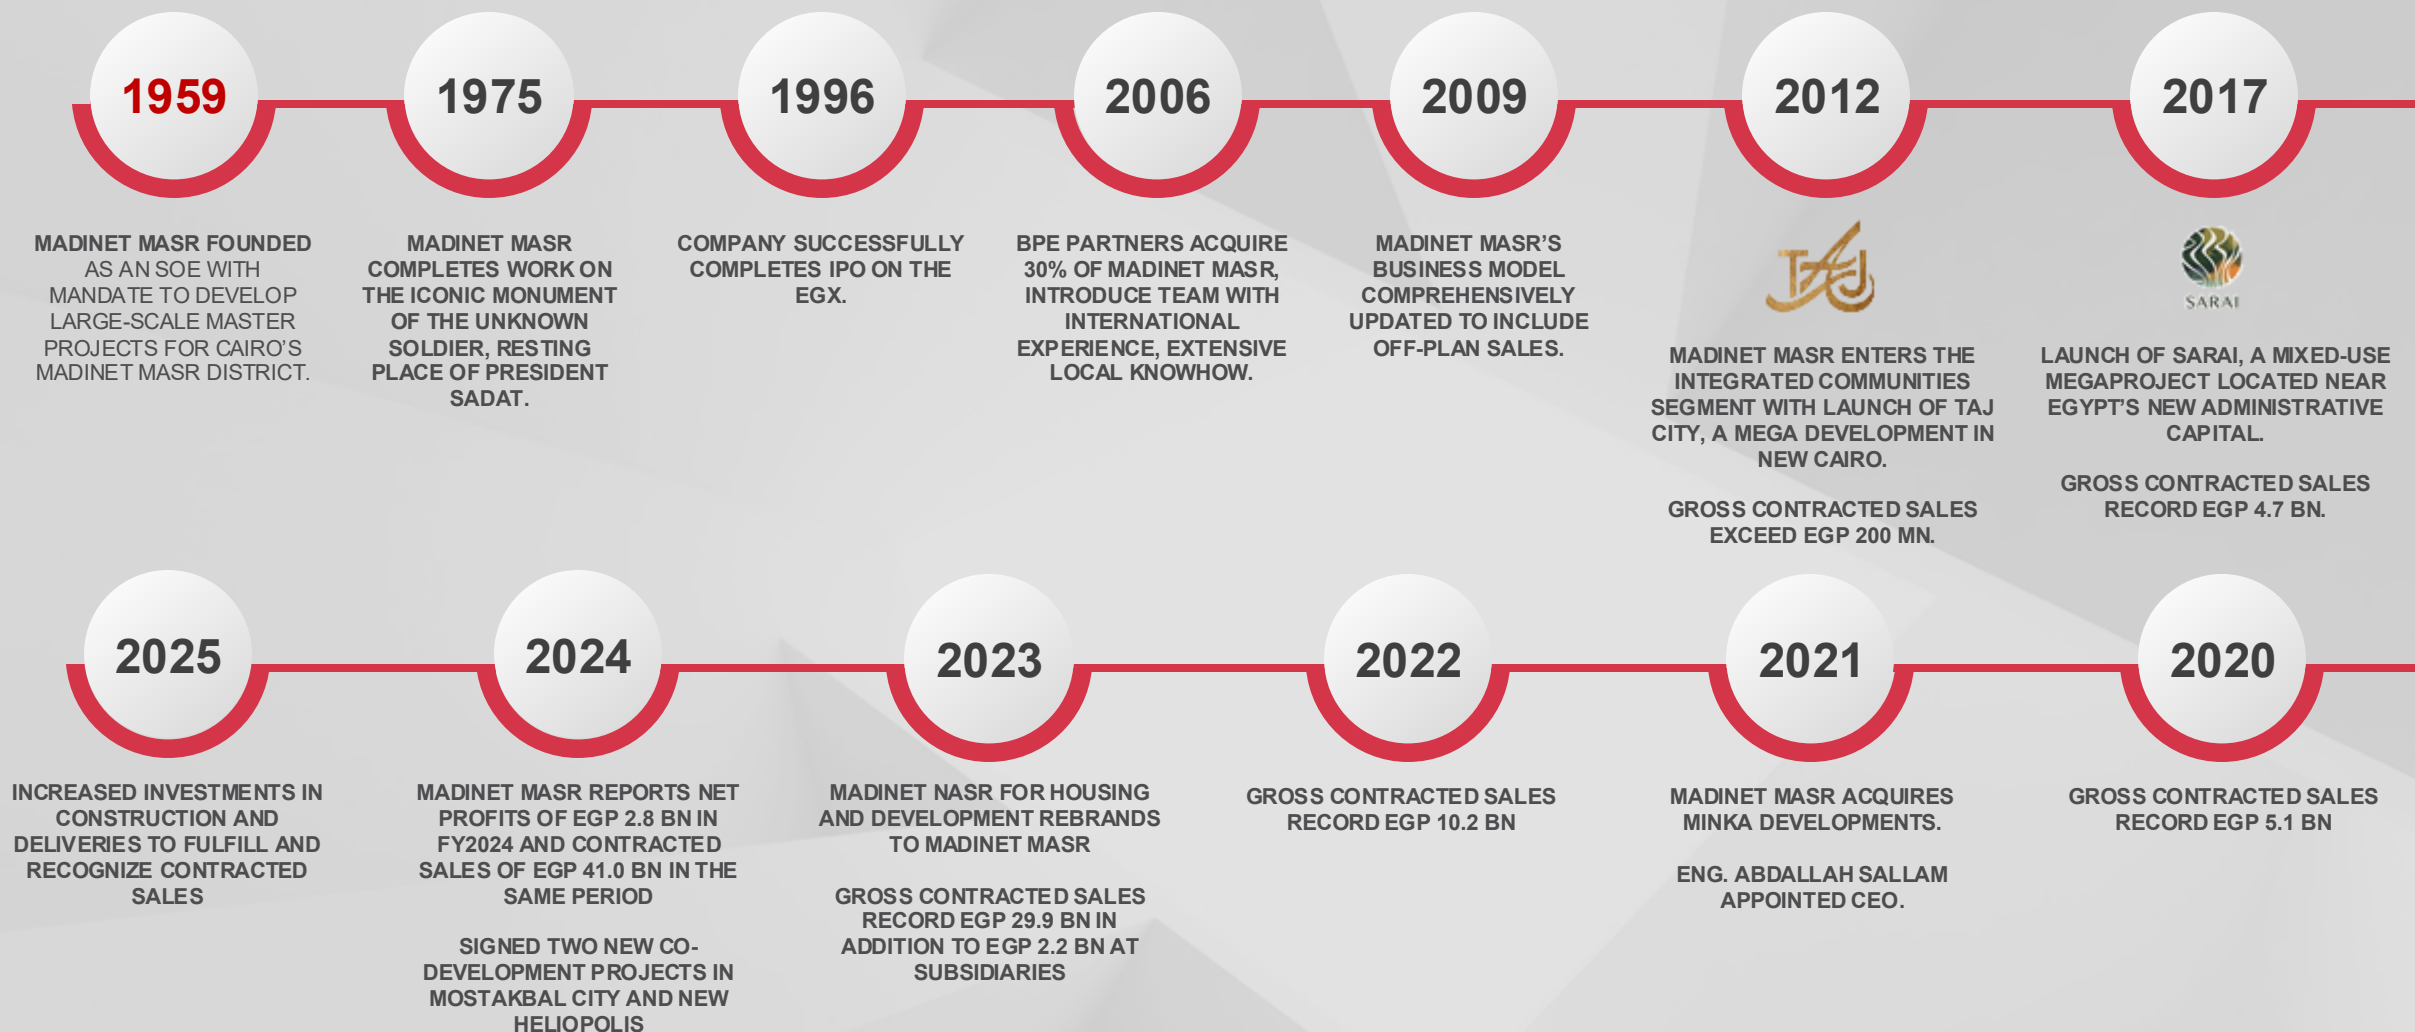 1959
MADINET MASR FOUNDED
AS AN SOE WITH
MANDATE TO DEVELOP
LARGE-SCALE MASTER
PROJECTS FOR CAIRO'S
MADINET MASR DISTRICT.
1975
MADINET MASR
COMPLETES WORK ON
THE ICONIC MONUMENT
OF THE UNKNOWN
SOLDIER, RESTING
PLACE OF PRESIDENT
SADAT.
1996
COMPANY SUCCESSFULLY
COMPLETES IPO ON THE
EGX.
2006
BPE PARTNERS ACQUIRE
30% OF MADINET MASR,
INTRODUCE TEAM WITH
INTERNATIONAL
EXPERIENCE, EXTENSIVE
LOCAL KNOWHOW.
2009
MADINET MASR'S
BUSINESS MODEL
COMPREHENSIVELY
UPDATED TO INCLUDE
OFF-PLAN SALES.
2012
TAJ
MADINET MASR ENTERS THE
INTEGRATED COMMUNITIES
SEGMENT WITH LAUNCH OF TAJ
CITY, A MEGA DEVELOPMENT IN
NEW CAIRO.
GROSS CONTRACTED SALES
EXCEED EGP 200 MN.
2017
SARAI
LAUNCH OF SARAI, A MIXED-USE
MEGAPROJECT LOCATED NEAR
EGYPT'S NEW ADMINISTRATIVE
CAPITAL.
GROSS CONTRACTED SALES
RECORD EGP 4.7 BN.
2025
INCREASED INVESTMENTS IN
CONSTRUCTION AND
DELIVERIES TO FULFILL AND
RECOGNIZE CONTRACTED
SALES
2024
MADINET MASR REPORTS NET
PROFITS OF EGP 2.8 BN IN
FY2024 AND CONTRACTED
SALES OF EGP 41.0 BN IN THE
SAME PERIOD
SIGNED TWO NEW CO-
DEVELOPMENT PROJECTS IN
MOSTAKBAL CITY AND NEW
HELIOPOLIS
2023
MADINET NASR FOR HOUSING
AND DEVELOPMENT REBRANDS
TO MADINET MASR
GROSS CONTRACTED SALES
RECORD EGP 29.9 BN IN
ADDITION TO EGP 2.2 BN AT
SUBSIDIARIES
2022
GROSS CONTRACTED SALES
RECORD EGP 10.2 BN
2021
MADINET MASR ACQUIRES
MINKA DEVELOPMENTS.
ENG. ABDALLAH SALLAM
APPOINTED CEO.
2020
GROSS CONTRACTED SALES
RECORD EGP 5.1 BN